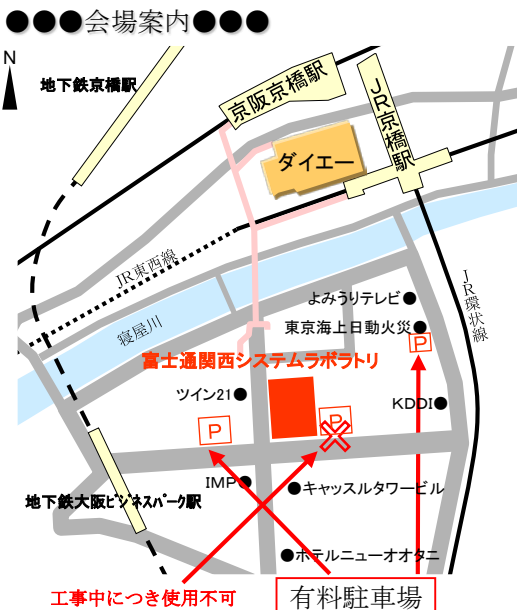 ●●●会場案内●●●
N
地下鉄京橋駅
京阪京橋駅
JR京橋駅
ダイエー
JR東西線
寝屋川
JR環状線
よみうりテレビ●
東京海上日動火災●
P
富士通関西システムラボラトリ
ツイン21●
KDDI●
P
P
IMP●
●キャッスルタワービル
地下鉄大阪ﾋﾞｼﾞﾈｽﾊﾟｰｸ駅
●ホテルニューオオタニ
工事中につき使用不可
有料駐車場